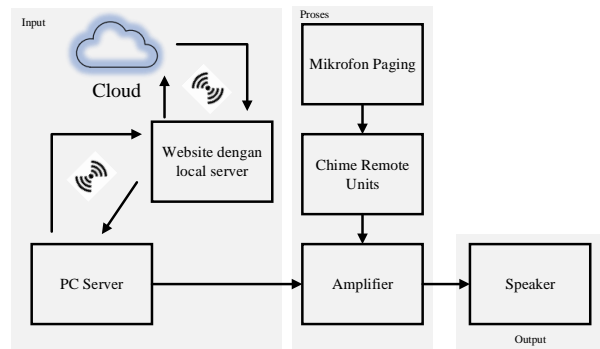 Input
Cloud
Website dengan
local server
PC Server
Proses
Mikrofon Paging
Chime Remote
Units
Amplifier
Speaker
Output